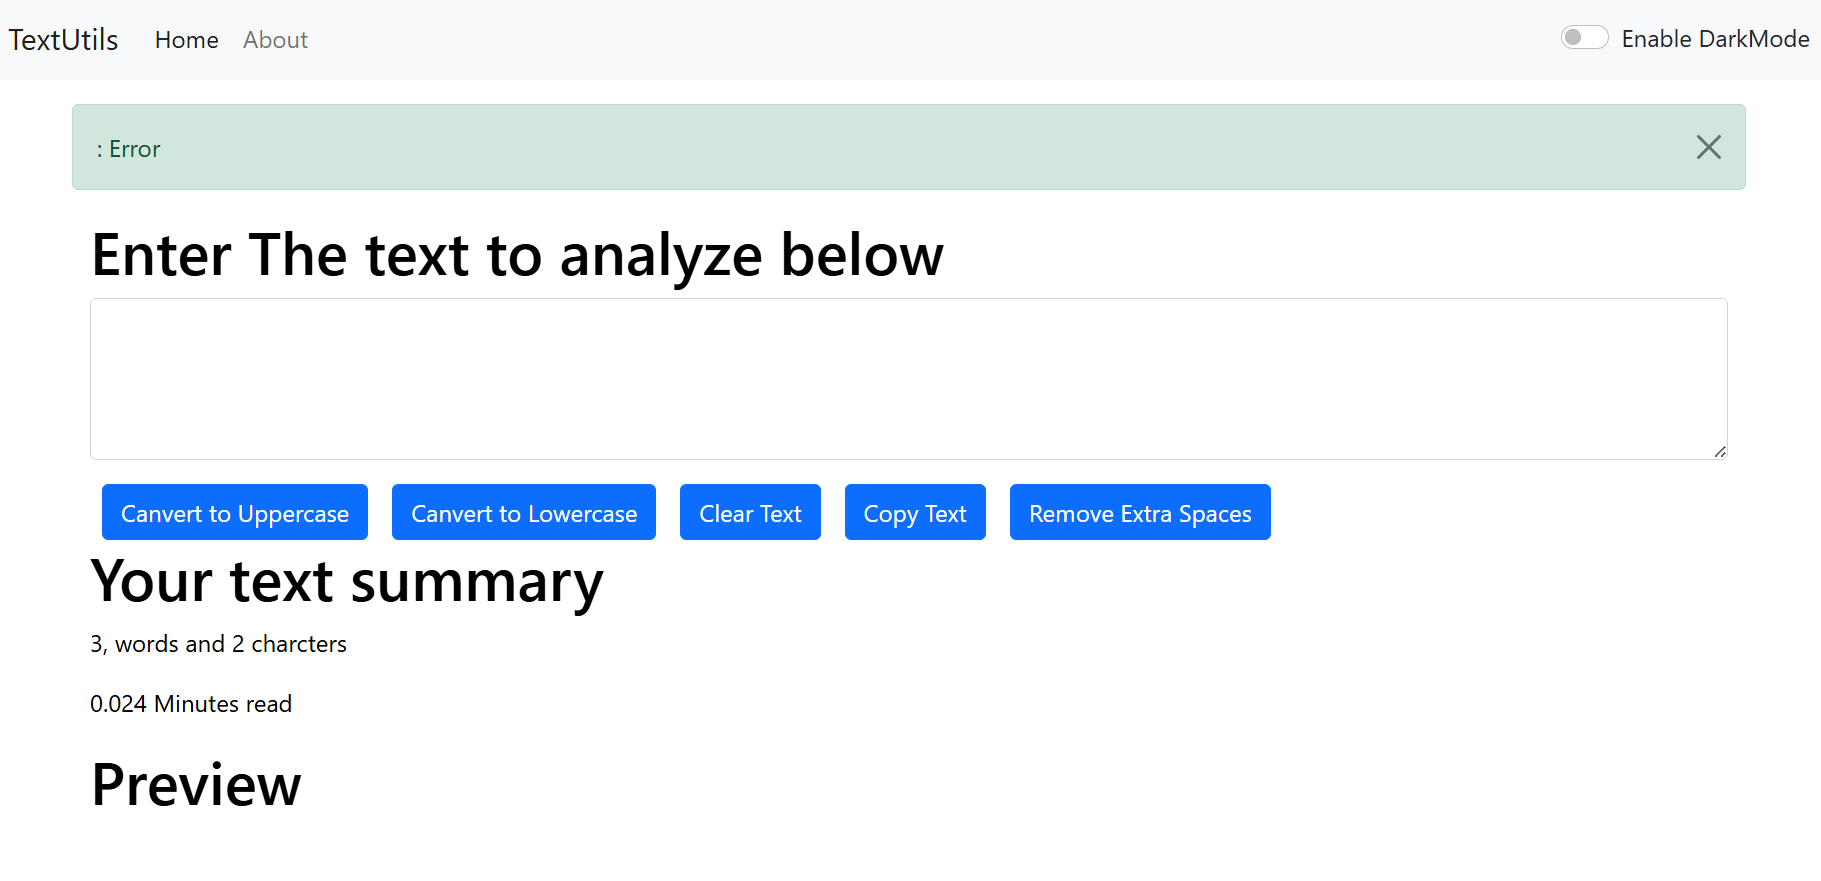 TextUtils Home About Enable DarkMode
: Error
Enter The text to analyze below
Canvert to Uppercase Canvert to Lowercase Clear Text Copy Text Remove Extra Spaces
Your text summary
3, words and 2 charcters
0.024 Minutes read
Preview